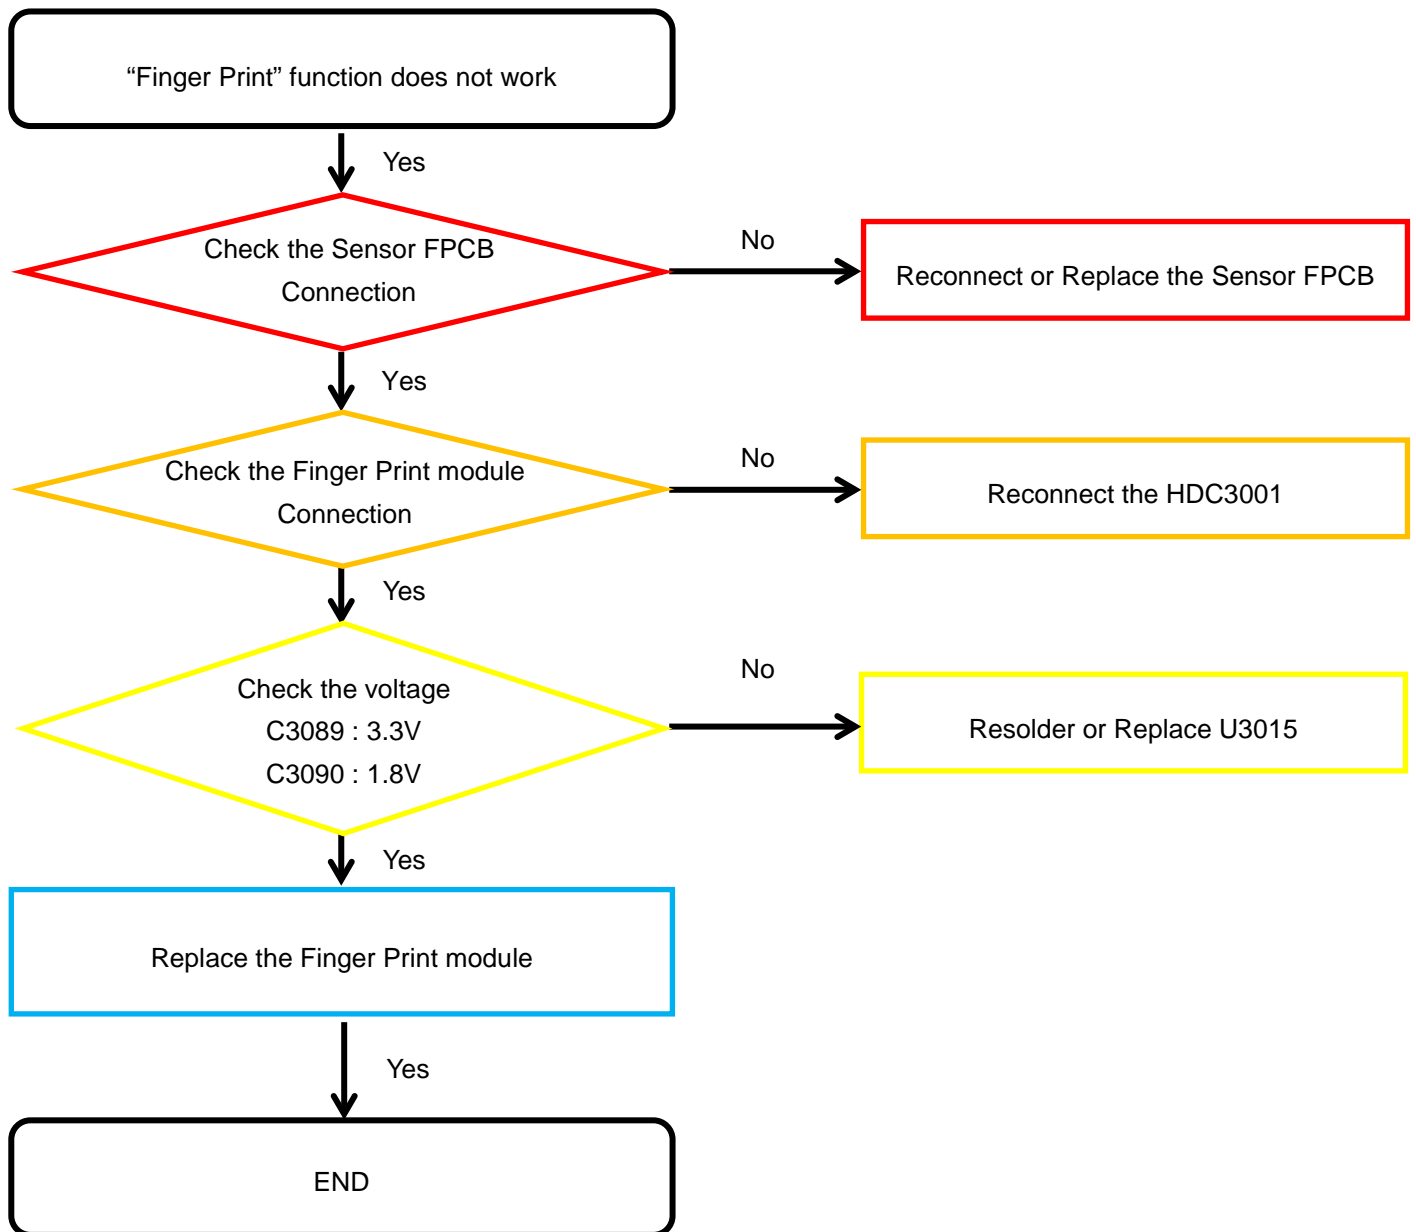 “Finger Print” function does not work
Yes
Check the Sensor FPCB
Connection
No
Reconnect or Replace the Sensor FPCB
Yes
Check the Finger Print module
Connection
No
Reconnect the HDC3001
Yes
Check the voltage
C3089 : 3.3V
C3090 : 1.8V
No
Resolder or Replace U3015
Yes
Replace the Finger Print module
Yes
END